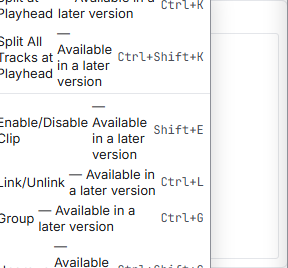 Playhead — Available in a later version Ctrl+K
Split All Tracks at Playhead — Available in a later version Ctrl+Shift+K
Enable/Disable Clip — Available in a later version Shift+E
Link/Unlink — Available in a later version Ctrl+L
Group — Available in a later version Ctrl+G
— Available